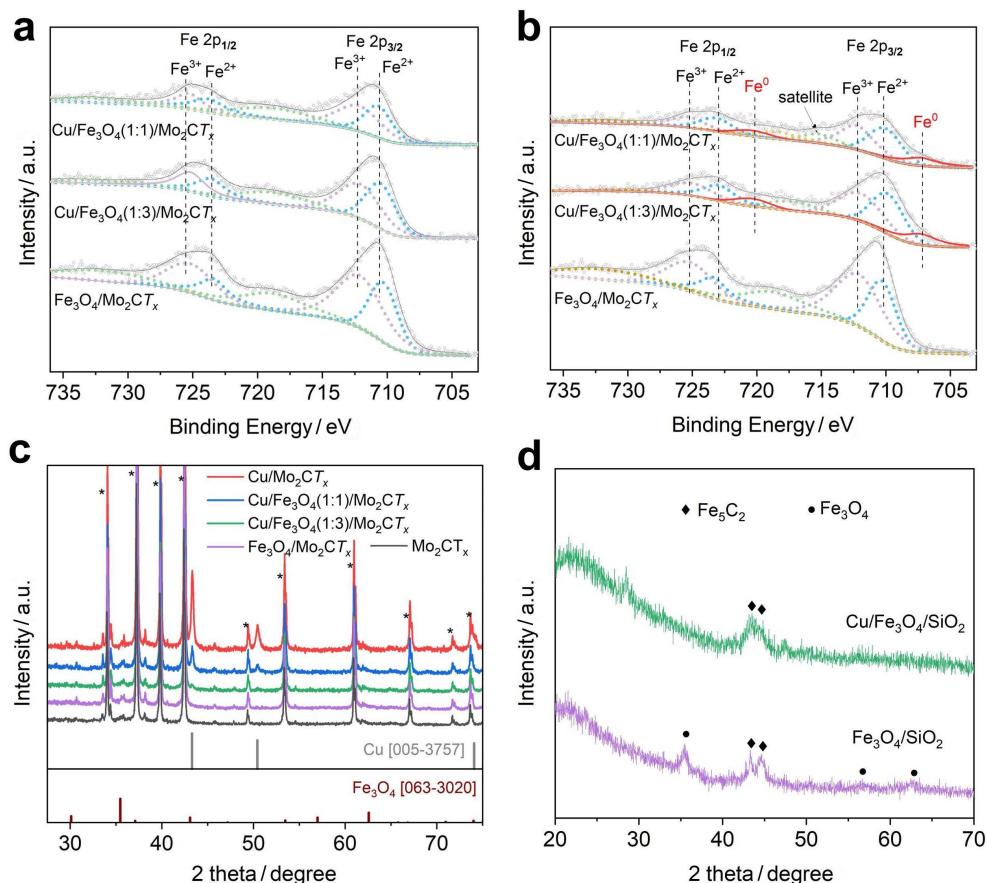 a
Fe 2p₁/₂ Fe 2p₃/₂
Fe³⁺ Fe²⁺ Fe³⁺ Fe²⁺
Cu/Fe₃O₄(1:1)/Mo₂CTₓ
Cu/Fe₃O₄(1:3)/Mo₂CTₓ
Fe₃O₄/Mo₂CTₓ
Intensity / a.u.
735 730 725 720 715 710 705
Binding Energy / eV
b
Fe 2p₁/₂ Fe 2p₃/₂
Fe³⁺ Fe²⁺ Fe⁰ satellite Fe³⁺ Fe²⁺ Fe⁰
Cu/Fe₃O₄(1:1)/Mo₂CTₓ
Cu/Fe₃O₄(1:3)/Mo₂CTₓ
Fe₃O₄/Mo₂CTₓ
Intensity / a.u.
735 730 725 720 715 710 705
Binding Energy / eV
c
Cu/Mo₂CTₓ
Cu/Fe₃O₄(1:1)/Mo₂CTₓ
Cu/Fe₃O₄(1:3)/Mo₂CTₓ
Fe₃O₄/Mo₂CTₓ Mo₂CTₓ
* * * * * * * * * *
Cu [005-3757]
Fe₃O₄ [063-3020]
Intensity / a.u.
30 40 50 60 70
2 theta / degree
d
♦ Fe₅C₂ ● Fe₃O₄
Cu/Fe₃O₄/SiO₂
Fe₃O₄/SiO₂
Intensity / a.u.
20 30 40 50 60 70
2 theta / degree